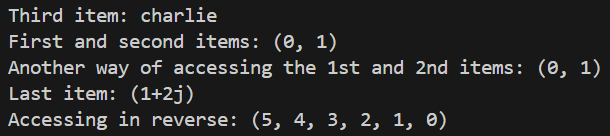 Third item: charlie
First and second items: (0, 1)
Another way of accessing the 1st and 2nd items: (0, 1)
Last item: (1+2j)
Accessing in reverse: (5, 4, 3, 2, 1, 0)